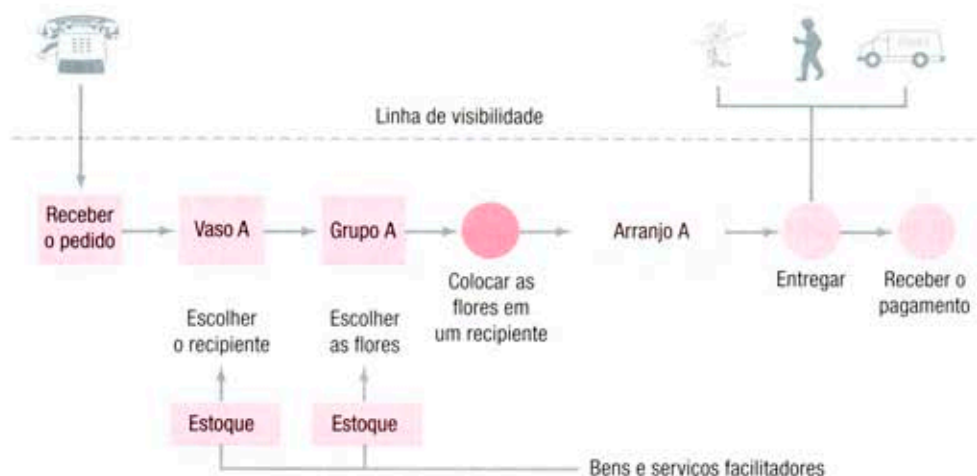 Linha de visibilidade
Receber
o pedido
Vaso A
Grupo A
Arranjo A
Colocar as
flores em
um recipiente
Entregar
Receber o
pagamento
Escolher
o recipiente
Escolher
as flores
Estoque
Estoque
Bens e serviços facilitadores